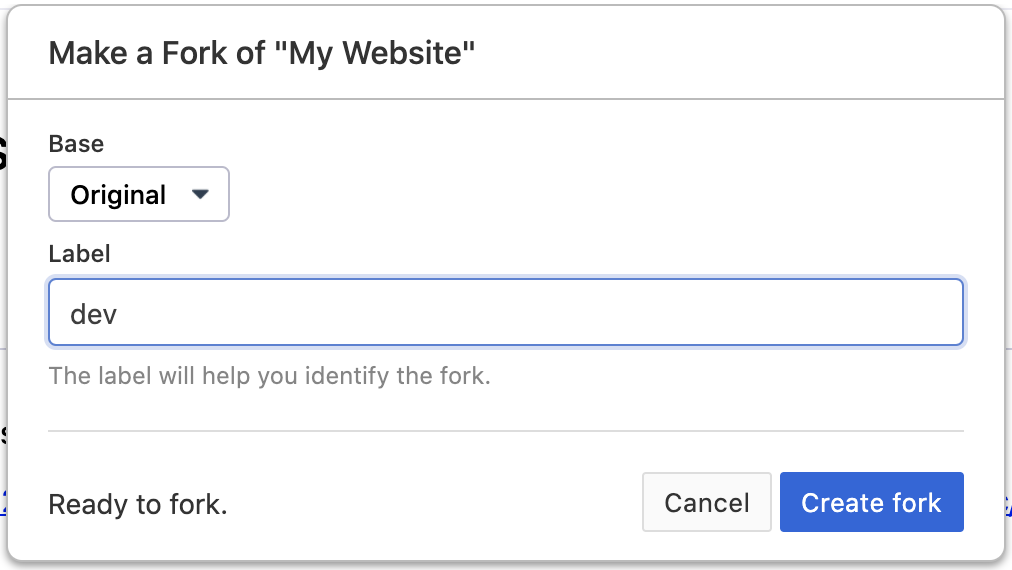 Make a Fork of "My Website"
Base
Original
Label
dev
The label will help you identify the fork.
Ready to fork.
Cancel
Create fork